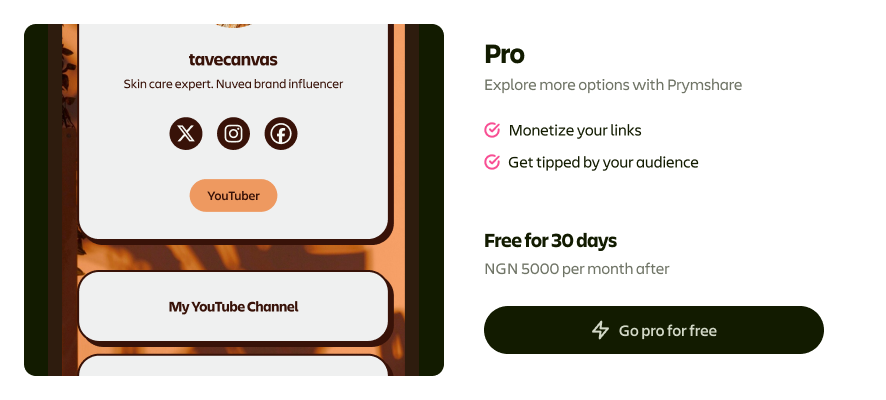 tavecanvas
Skin care expert. Nuvea brand influencer
YouTuber
My YouTube Channel
Pro
Explore more options with Prymshare
Monetize your links
Get tipped by your audience
Free for 30 days
NGN 5000 per month after
Go pro for free